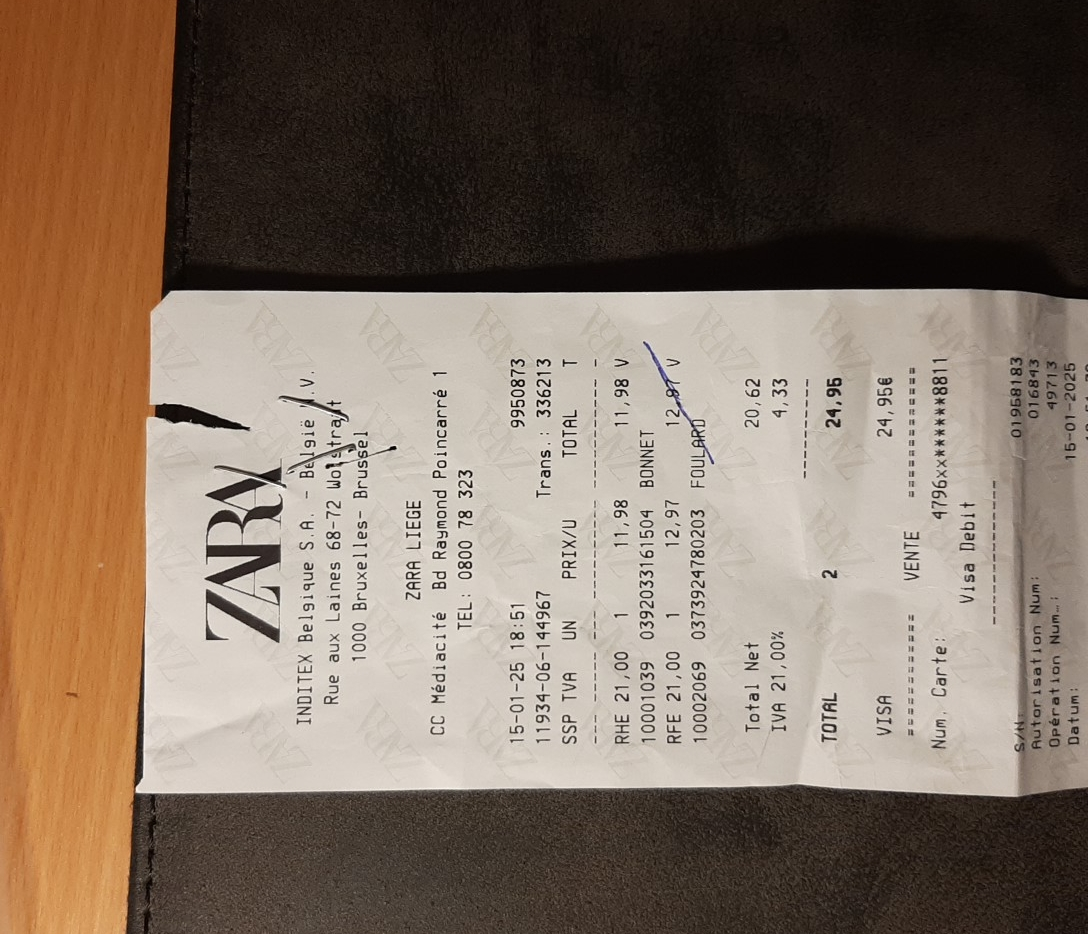 ZARA
INDITEX Belgique S.A. - België .V.
Rue aux Laines 68-72
1000 Bruxelles- Brussel
ZARA LIEGE
CC Médiacité Bd Raymond Poincarré 1
TEL: 0800 78 323
15-01-25 18:51 9950873
11934-06-144967 Trans.: 336213
SSP TVA UN PRIX/U TOTAL T
--- ----- --- --------- --------- -
RHE 21,00 1 11,98 11,98 V
10001039 0392033161504 BONNET
RFE 21,00 1 12,97 12,97 V
10002069 0373924780203 FOULARD
Total Net 20,62
IVA 21,00% 4,33
---------
TOTAL 2 24,95
VISA 24,95€
=========== VENTE ============
Num. Carte: 4796xx******8811
Visa Debit
-------------
S/N: 01958183
Autorisation Num: 016843
Opération Num.: 49713
Datum: 15-01-2025